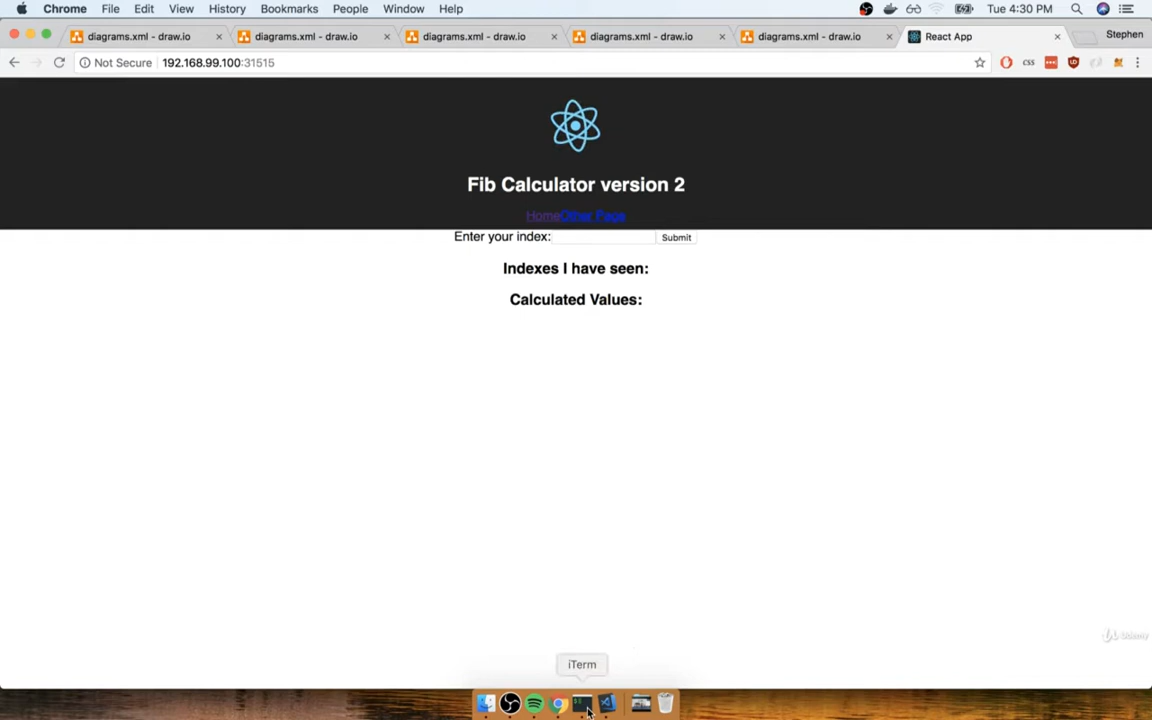 Chrome File Edit View History Bookmarks People Window Help Tue 4:30 PM
diagrams.xml - draw.io × diagrams.xml - draw.io × diagrams.xml - draw.io × diagrams.xml - draw.io × diagrams.xml - draw.io × React App × Stephen
Not Secure 192.168.99.100:31515 CSS
Fib Calculator version 2
HomeOther Page
Enter your index: Submit
Indexes I have seen:
Calculated Values:
Udemy
iTerm